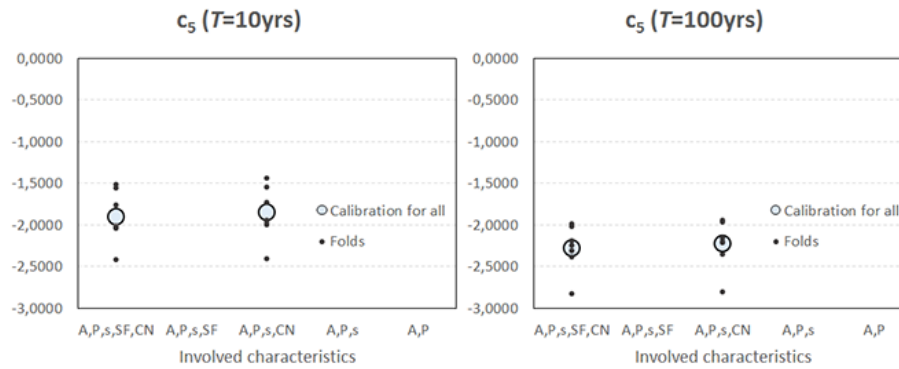 c5 (T=10yrs)
0,0000
-0,5000
-1,0000
-1,5000
-2,0000
-2,5000
-3,0000
Calibration for all
Folds
A,P,s,SF,CN
A,P,s,SF
A,P,s,CN
A,P,s
A,P
Involved characteristics
c5 (T=100yrs)
0,0000
-0,5000
-1,0000
-1,5000
-2,0000
-2,5000
-3,0000
Calibration for all
Folds
A,P,s,SF,CN
A,P,s,SF
A,P,s,CN
A,P,s
A,P
Involved characteristics